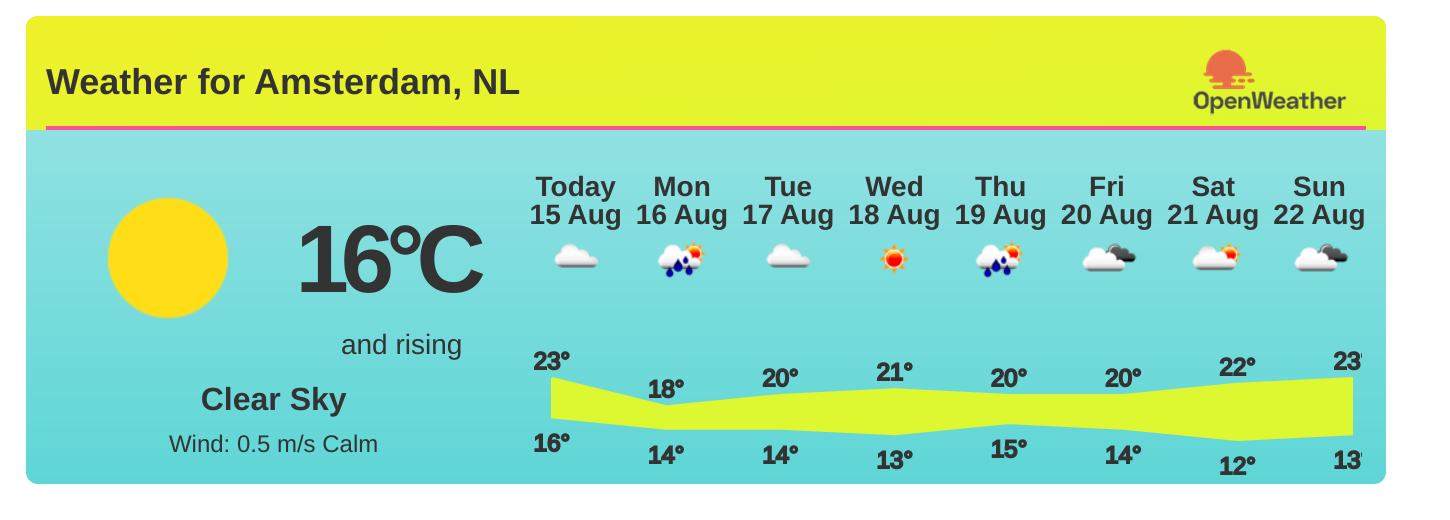 Weather for Amsterdam, NL
OpenWeather
16°C
and rising
Clear Sky
Wind: 0.5 m/s Calm
Today Mon Tue Wed Thu Fri Sat Sun
15 Aug 16 Aug 17 Aug 18 Aug 19 Aug 20 Aug 21 Aug 22 Aug
23° 18° 20° 21° 20° 20° 22° 23°
16° 14° 14° 13° 15° 14° 12° 13°